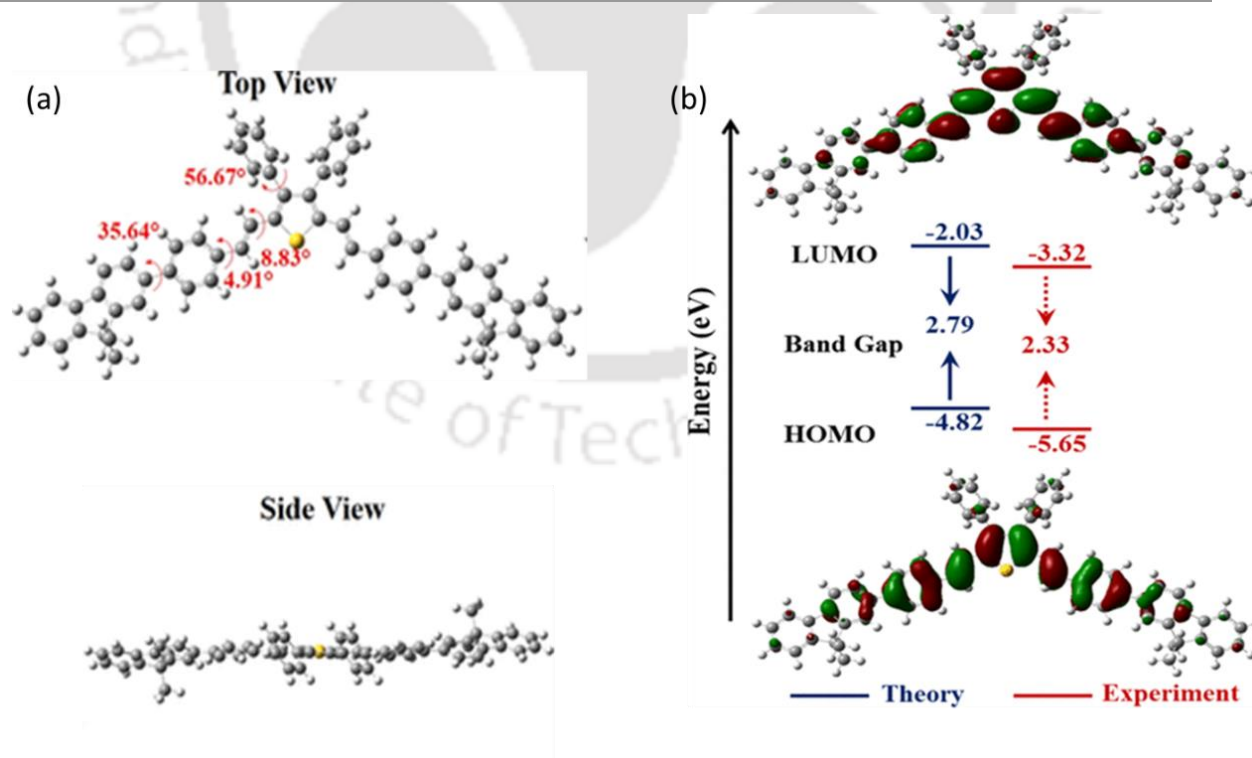 (a)
Top View
56.67°
35.64°
8.83°
4.91°
Side View
(b)
Energy (eV)
LUMO
-2.03
-3.32
Band Gap
2.79
2.33
HOMO
-4.82
-5.65
Theory
Experiment
e of Tech